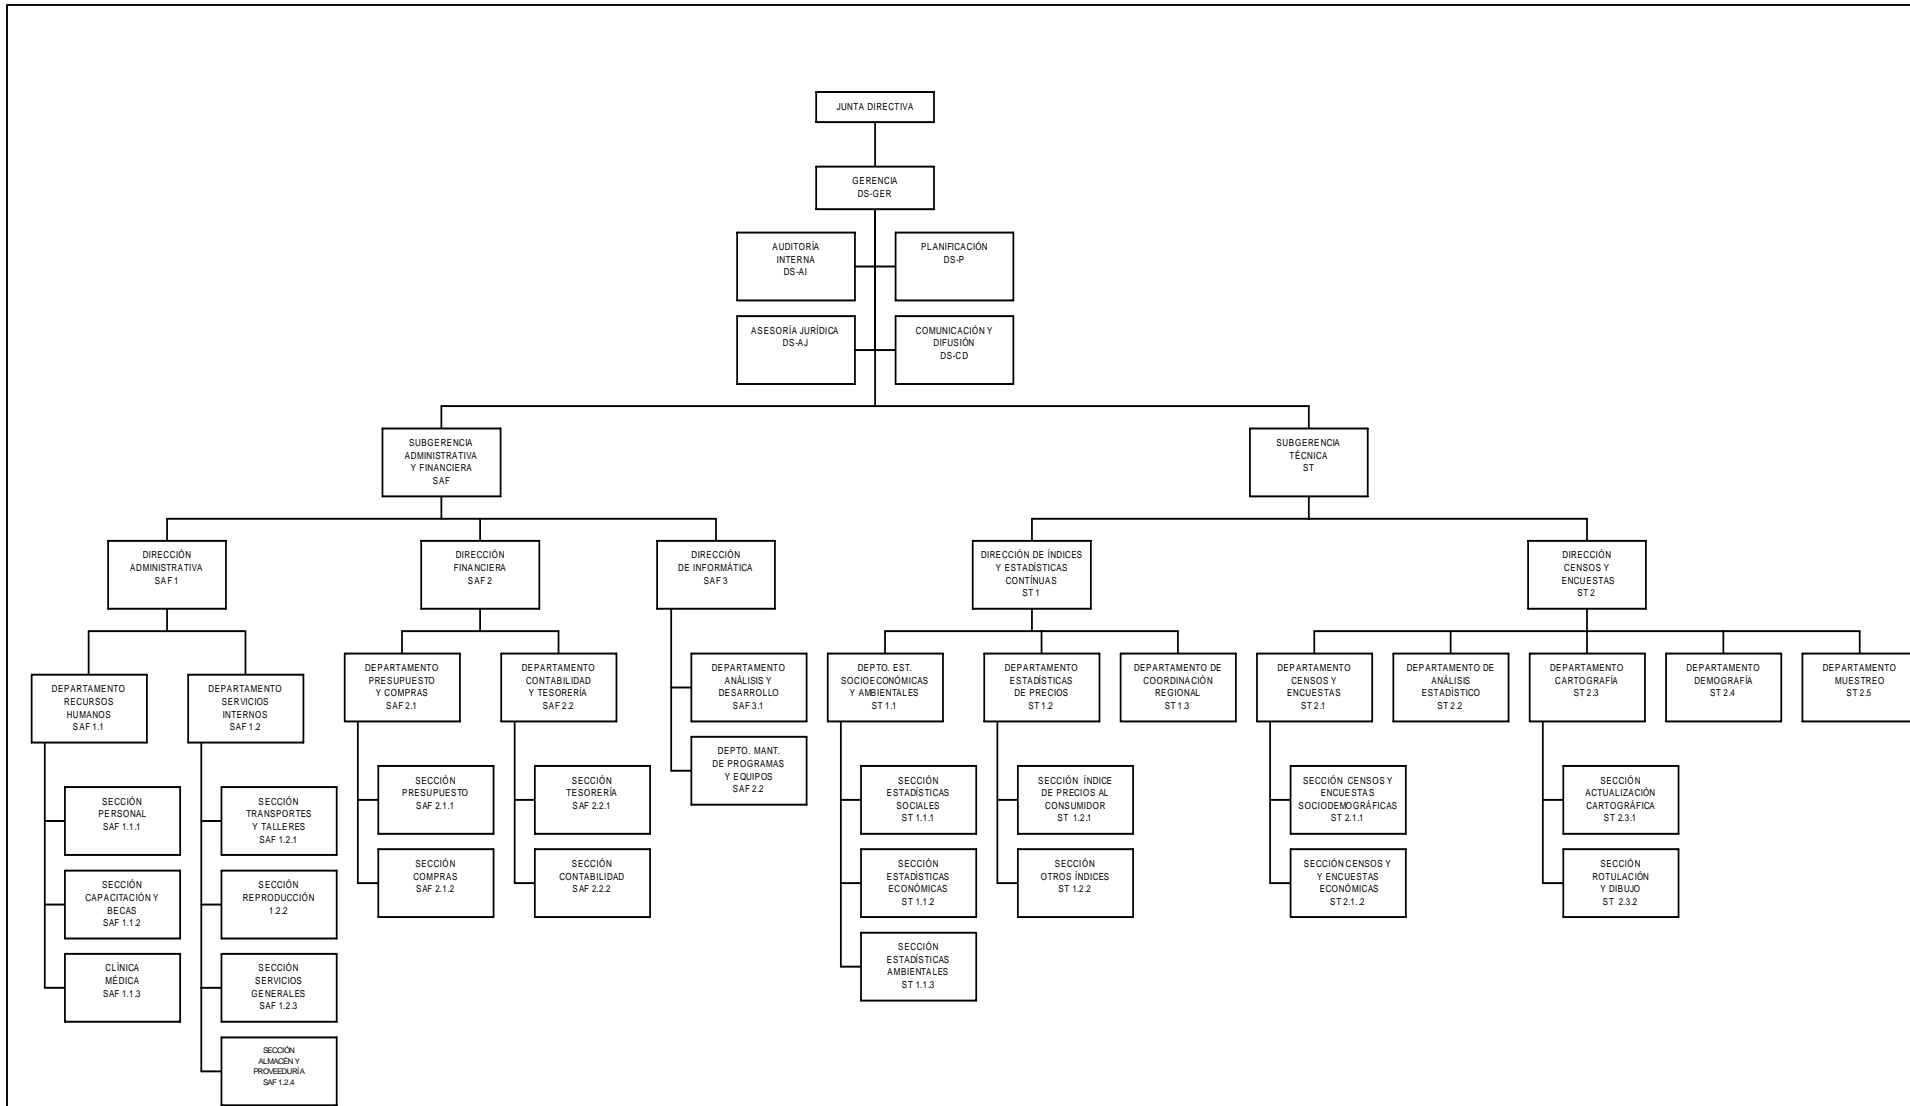 JUNTA DIRECTIVA
GERENCIA
DS-GER
AUDITORÍA
INTERNA
DS-AI
PLANIFICACIÓN
DS-P
ASESORÍA JURÍDICA
DS-AJ
COMUNICACIÓN Y
DIFUSIÓN
DS-CD
SUBGERENCIA
ADMINISTRATIVA
Y FINANCIERA
SAF
SUBGERENCIA
TÉCNICA
ST
DIRECCIÓN
ADMINISTRATIVA
SAF 1
DIRECCIÓN
FINANCIERA
SAF 2
DIRECCIÓN
DE INFORMÁTICA
SAF 3
DIRECCIÓN DE ÍNDICES
Y ESTADÍSTICAS
CONTÍNUAS
ST 1
DIRECCIÓN
CENSOS Y
ENCUESTAS
ST 2
DEPARTAMENTO
RECURSOS
HUMANOS
SAF 1.1
DEPARTAMENTO
SERVICIOS
INTERNOS
SAF 1.2
DEPARTAMENTO
PRESUPUESTO
Y COMPRAS
SAF 2.1
DEPARTAMENTO
CONTABILIDAD
Y TESORERÍA
SAF 2.2
DEPARTAMENTO
ANÁLISIS Y
DESARROLLO
SAF 3.1
DEPTO. EST.
SOCIOECONÓMICAS
Y AMBIENTALES
ST 1.1
DEPARTAMENTO
ESTADÍSTICAS
DE PRECIOS
ST 1.2
DEPARTAMENTO DE
COORDINACIÓN
REGIONAL
ST 1.3
DEPARTAMENTO
CENSOS Y
ENCUESTAS
ST 2.1
DEPARTAMENTO DE
ANÁLISIS
ESTADÍSTICO
ST 2.2
DEPARTAMENTO
CARTOGRAFÍA
ST 2.3
DEPARTAMENTO
DEMOGRAFÍA
ST 2.4
DEPARTAMENTO
MUESTREO
ST 2.5
DEPTO. MANT.
DE PROGRAMAS
Y EQUIPOS
SAF 2.2
SECCIÓN
PERSONAL
SAF 1.1.1
SECCIÓN
TRANSPORTES
Y TALLERES
SAF 1.2.1
SECCIÓN
PRESUPUESTO
SAF 2.1.1
SECCIÓN
TESORERÍA
SAF 2.2.1
SECCIÓN
ESTADÍSTICAS
SOCIALES
ST 1.1.1
SECCIÓN ÍNDICE
DE PRECIOS AL
CONSUMIDOR
ST 1.2.1
SECCIÓN CENSOS Y
ENCUESTAS
SOCIODEMOGRÁFICAS
ST 2.1.1
SECCIÓN
ACTUALIZACIÓN
CARTOGRÁFICA
ST 2.3.1
SECCIÓN
CAPACITACIÓN Y
BECAS
SAF 1.1.2
SECCIÓN
REPRODUCCIÓN
1.2.2
SECCIÓN
COMPRAS
SAF 2.1.2
SECCIÓN
CONTABILIDAD
SAF 2.2.2
SECCIÓN
ESTADÍSTICAS
ECONÓMICAS
ST 1.1.2
SECCIÓN
OTROS ÍNDICES
ST 1.2.2
SECCIÓN CENSOS Y
Y ENCUESTAS
ECONÓMICAS
ST 2.1..2
SECCIÓN
ROTULACIÓN
Y DIBUJO
ST 2.3.2
CLÌNICA
MÉDICA
SAF 1.1.3
SECCIÓN
SERVICIOS
GENERALES
SAF 1.2.3
SECCIÓN
ESTADÍSTICAS
AMBIENTALES
ST 1.1.3
SECCIÓN
ALMACÉN Y
PROVEEDURÍA
SAF 1.2.4